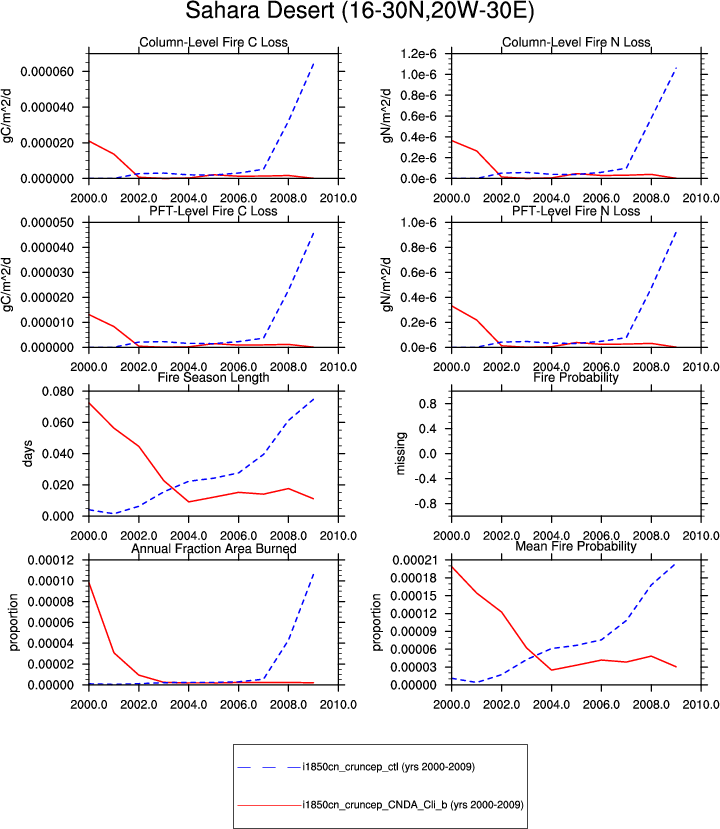 Sahara Desert (16-30N,20W-30E)
Column-Level Fire C Loss
gC/m^2/d
0.000060
0.000040
0.000020
0.000000
2000.0 2002.0 2004.0 2006.0 2008.0 2010.0
Column-Level Fire N Loss
gN/m^2/d
1.2e-6
1.0e-6
0.8e-6
0.6e-6
0.4e-6
0.2e-6
0.0e-6
2000.0 2002.0 2004.0 2006.0 2008.0 2010.0
PFT-Level Fire C Loss
gC/m^2/d
0.000050
0.000040
0.000030
0.000020
0.000010
0.000000
2000.0 2002.0 2004.0 2006.0 2008.0 2010.0
PFT-Level Fire N Loss
gN/m^2/d
1.0e-6
0.8e-6
0.6e-6
0.4e-6
0.2e-6
0.0e-6
2000.0 2002.0 2004.0 2006.0 2008.0 2010.0
Fire Season Length
days
0.080
0.060
0.040
0.020
0.000
2000.0 2002.0 2004.0 2006.0 2008.0 2010.0
Fire Probability
missing
0.8
0.4
0.0
-0.4
-0.8
2000.0 2002.0 2004.0 2006.0 2008.0 2010.0
Annual Fraction Area Burned
proportion
0.00012
0.00010
0.00008
0.00006
0.00004
0.00002
0.00000
2000.0 2002.0 2004.0 2006.0 2008.0 2010.0
Mean Fire Probability
proportion
0.00021
0.00018
0.00015
0.00012
0.00009
0.00006
0.00003
0.00000
2000.0 2002.0 2004.0 2006.0 2008.0 2010.0
i1850cn_cruncep_ctl (yrs 2000-2009)
i1850cn_cruncep_CNDA_Cli_b (yrs 2000-2009)